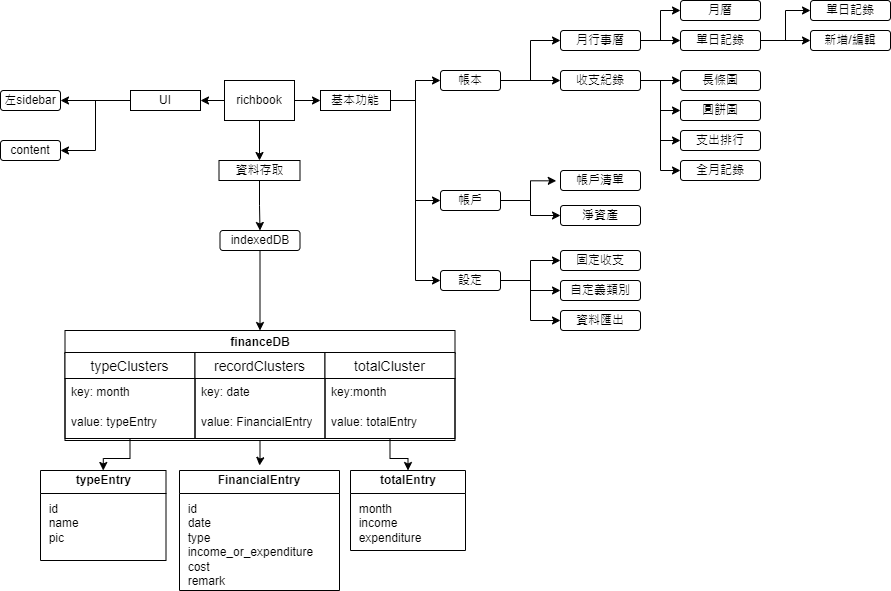 月曆
單日記錄
月行事曆
單日記錄
新增/編輯
左sidebar
UI
richbook
基本功能
帳本
收支紀錄
長條圖
圓餅圖
content
支出排行
資料存取
全月記錄
帳戶
帳戶清單
淨資產
indexedDB
設定
固定收支
自定義類別
資料匯出
financeDB
typeClusters
recordClusters
totalCluster
key: month
key: date
key:month
value: typeEntry
value: FinancialEntry
value: totalEntry
typeEntry
id
name
pic
FinancialEntry
id
date
type
income_or_expenditure
cost
remark
totalEntry
month
income
expenditure